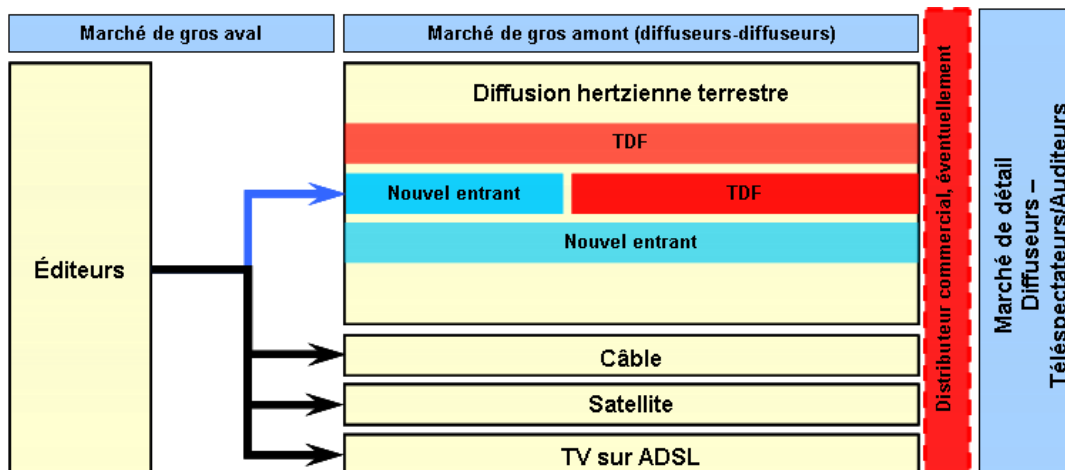 Marché de gros aval
Marché de gros amont (diffuseurs-diffuseurs)
Éditeurs
Diffusion hertzienne terrestre
TDF
Nouvel entrant
TDF
Nouvel entrant
Câble
Satellite
TV sur ADSL
Distributeur commercial, éventuellement
Marché de détail
Diffuseurs –
Téléspectateurs/Auditeurs